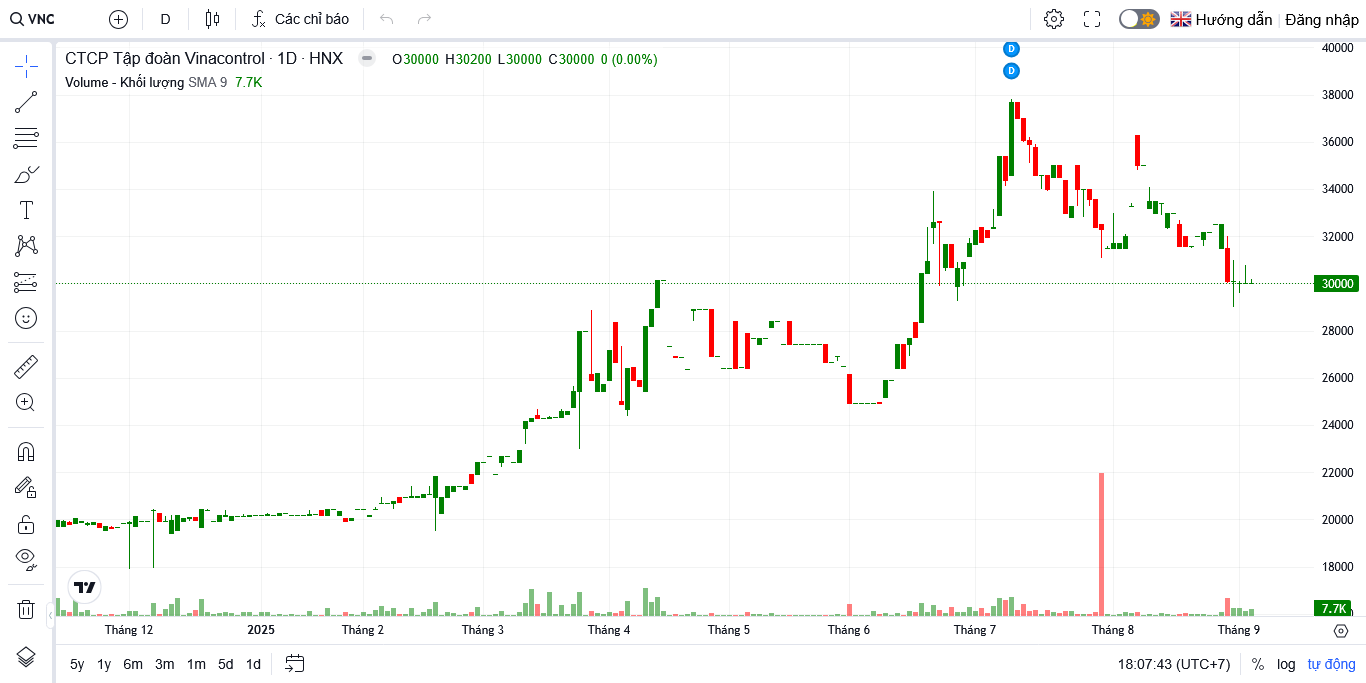 VNC D Các chỉ báo Hướng dẫn Đăng nhập
CTCP Tập đoàn Vinacontrol · 1D · HNX O30000 H30200 L30000 C30000 0 (0.00%)
Volume - Khối lượng SMA 9 7.7K
D
D
40000
38000
36000
34000
32000
30000
28000
26000
24000
22000
20000
18000
7.7K
Tháng 12 2025 Tháng 2 Tháng 3 Tháng 4 Tháng 5 Tháng 6 Tháng 7 Tháng 8 Tháng 9
5y 1y 6m 3m 1m 5d 1d 18:07:43 (UTC+7) % log tự động